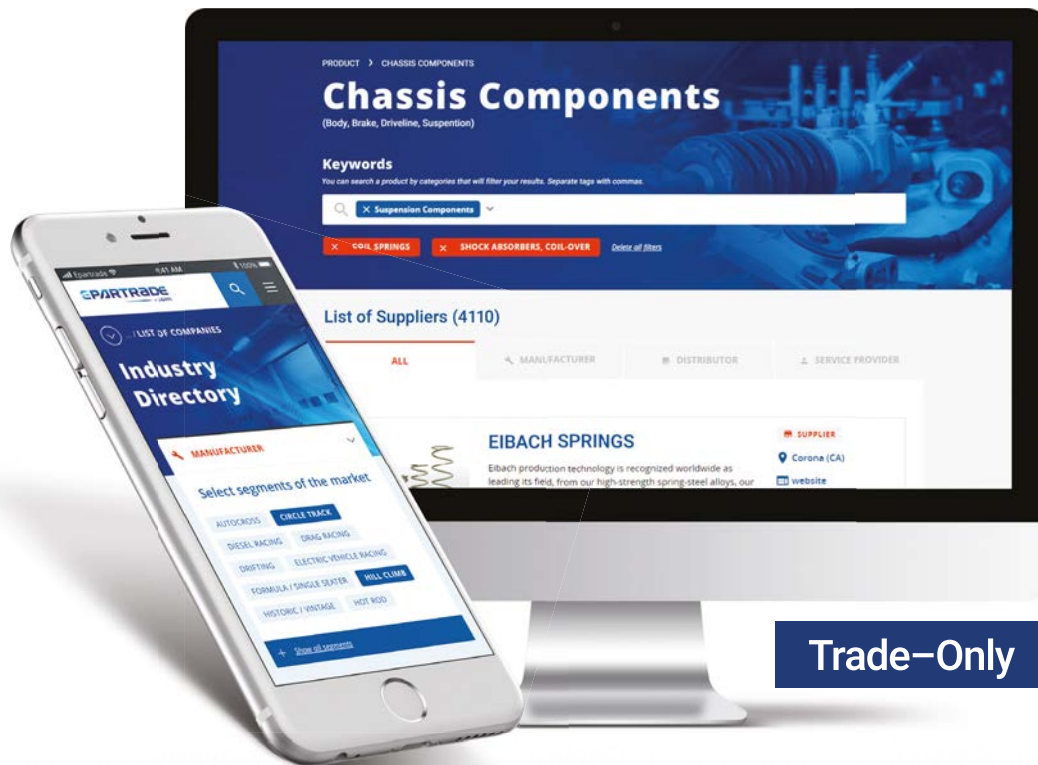 PRODUCT > CHASSIS COMPONENTS
Chassis Components
(Body, Brake, Driveline, Suspention)
Keywords
You can search a product by categories that will filter your results. Separate tags with commas.
× Suspension Components
× COIL SPRINGS × SHOCK ABSORBERS, COIL-OVER Delete all filters
List of Suppliers (4110)
ALL MANUFACTURER DISTRIBUTOR SERVICE PROVIDER
EIBACH SPRINGS
Eibach production technology is recognized worldwide as
leading its field, from our high-strength spring-steel alloys, our
SUPPLIER
Corona (CA)
website
Epartrade 9:41 AM 100%
EPARTRADE
.com
.. / LIST OF COMPANIES
Industry
Directory
MANUFACTURER
Select segments of the market
AUTOCROSS CIRCLE TRACK
DIESEL RACING DRAG RACING
DRIFTING ELECTRIC VEHICLE RACING
FORMULA / SINGLE SEATER HILL CLIMB
HISTORIC / VINTAGE HOT ROD
+ Show all segments
Trade–Only